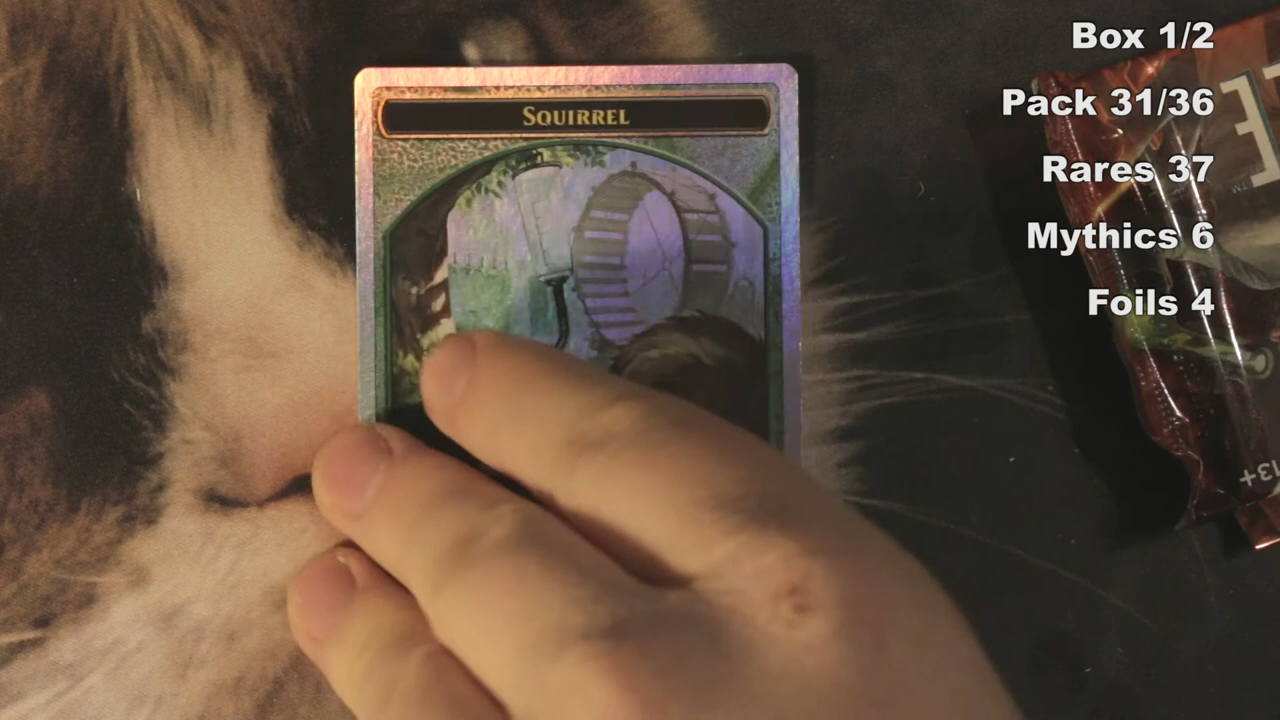 SQUIRREL
Box 1/2
Pack 31/36
Rares 37
Mythics 6
Foils 4
13+